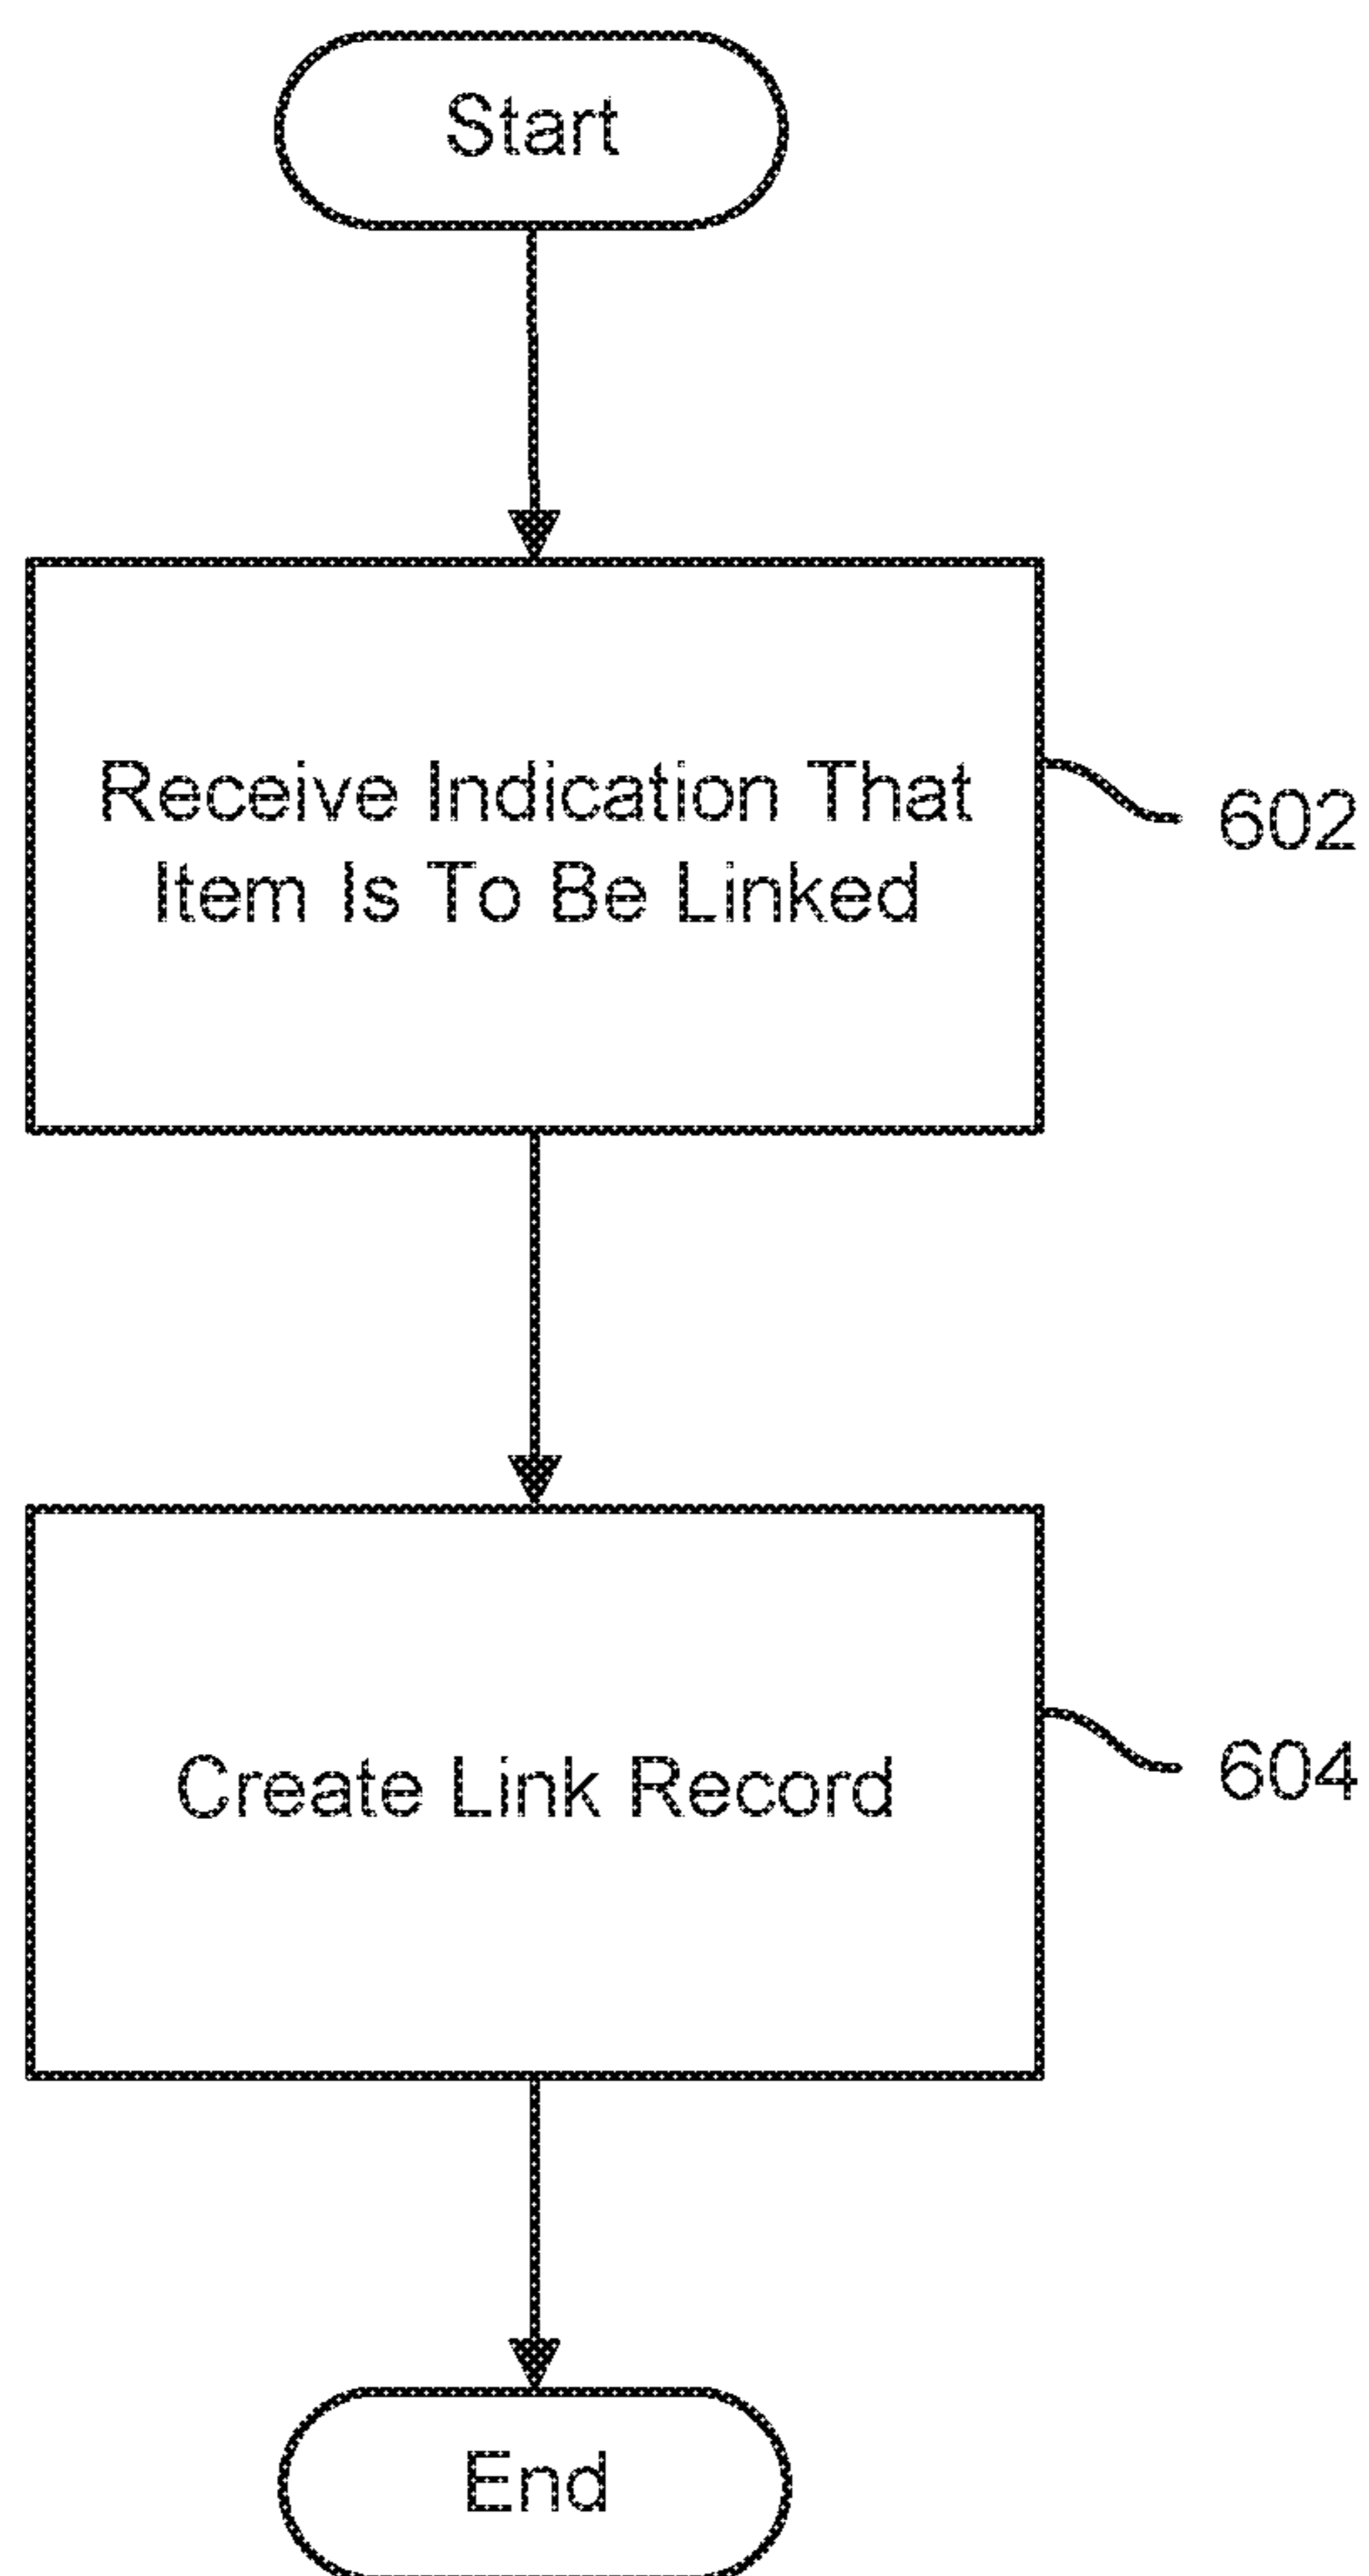 Start
Receive Indication That
Item Is To Be Linked
602
Create Link Record
604
End